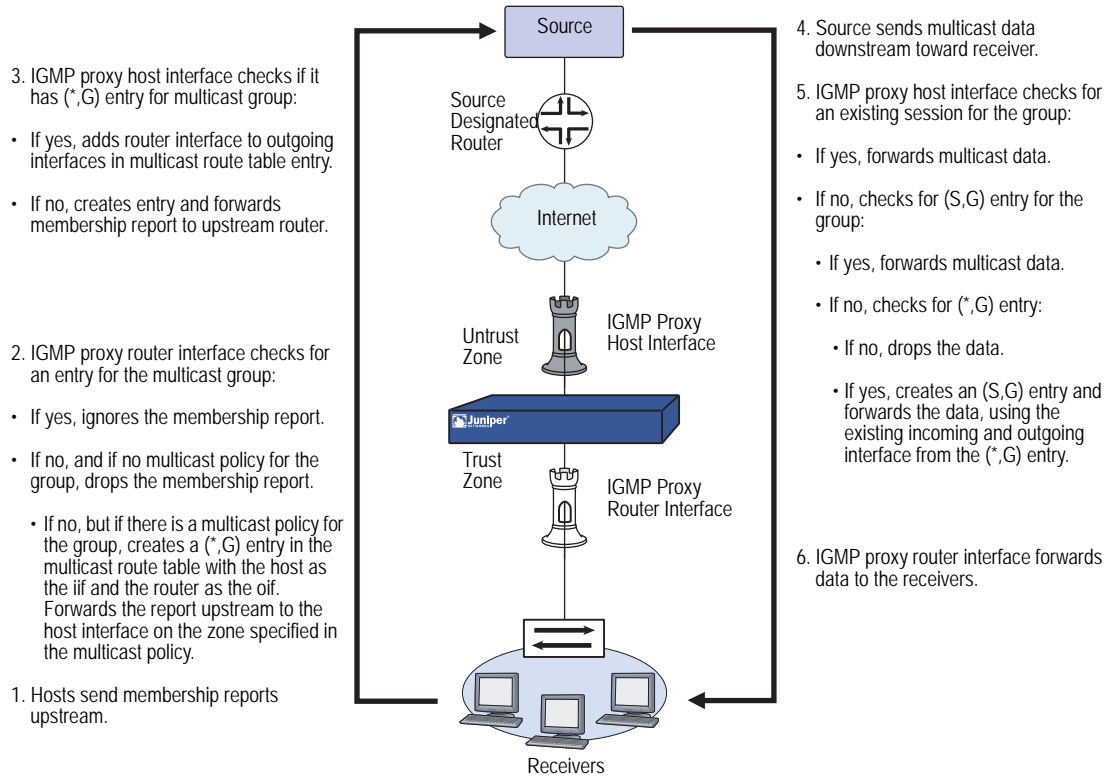 3. IGMP proxy host interface checks if it
has (*,G) entry for multicast group:
• If yes, adds router interface to outgoing
interfaces in multicast route table entry.
• If no, creates entry and forwards
membership report to upstream router.
2. IGMP proxy router interface checks for
an entry for the multicast group:
• If yes, ignores the membership report.
• If no, and if no multicast policy for the
group, drops the membership report.
• If no, but if there is a multicast policy for
the group, creates a (*,G) entry in the
multicast route table with the host as
the iif and the router as the oif.
Forwards the report upstream to the
host interface on the zone specified in
the multicast policy.
1. Hosts send membership reports
upstream.
Source
Source
Designated
Router
Internet
Untrust
Zone
IGMP Proxy
Host Interface
Juniper
NETWORKS
Trust
Zone
IGMP Proxy
Router Interface
Receivers
4. Source sends multicast data
downstream toward receiver.
5. IGMP proxy host interface checks for
an existing session for the group:
• If yes, forwards multicast data.
• If no, checks for (S,G) entry for the
group:
• If yes, forwards multicast data.
• If no, checks for (*,G) entry:
• If no, drops the data.
• If yes, creates an (S,G) entry and
forwards the data, using the
existing incoming and outgoing
interface from the (*,G) entry.
6. IGMP proxy router interface forwards
data to the receivers.